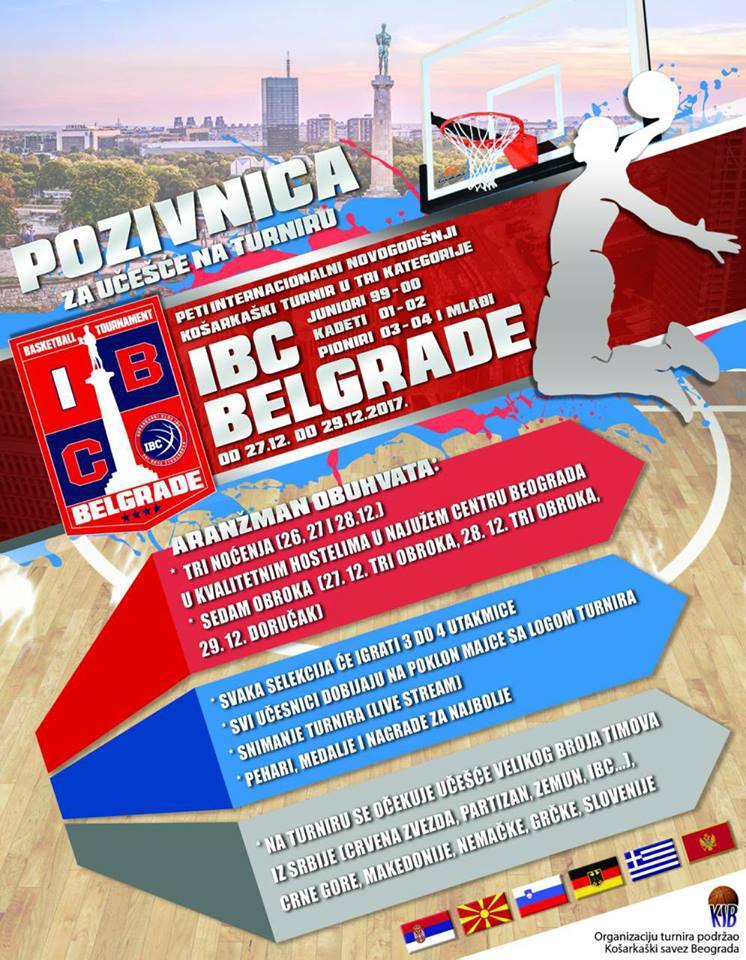 POZIVNICA
ZA UČEŠĆE NA TURNIRU
PETI INTERNACIONALNI NOVOGODIŠNJI
KOŠARKAŠKI TURNIR U TRI KATEGORIJE
JUNIORI 99-00
KADETI 01-02
PIONIRI 03-04 I MLAĐI
IBC
BELGRADE
OD 27.12. DO 29.12.2017.
BASKETBALL TOURNAMENT
I B
C
IBC
BELGRADE
ARANŽMAN OBUHVATA:
* TRI NOĆENJA (26, 27 I 28.12.)
U KVALITETNIM HOSTELIMA U NAJUŽEM CENTRU BEOGRADA
* SEDAM OBROKA (27. 12. TRI OBROKA, 28. 12. TRI OBROKA,
29. 12. DORUČAK)
* SVAKA SELEKCIJA ĆE IGRATI 3 DO 4 UTAKMICE
* SVI UČESNICI DOBIJAJU NA POKLON MAJCE SA LOGOM TURNIRA
* SNIMANJE TURNIRA (LIVE STREAM)
* PEHARI, MEDALJE I NAGRADE ZA NAJBOLJE
* NA TURNIRU SE OČEKUJE UČEŠĆE VELIKOG BROJA TIMOVA
IZ SRBIJE (CRVENA ZVEZDA, PARTIZAN, ZEMUN, IBC...),
CRNE GORE, MAKEDONIJE, NEMAČKE, GRČKE, SLOVENIJE
KSB
Organizaciju turnira podržao
Košarkaški savez Beograda